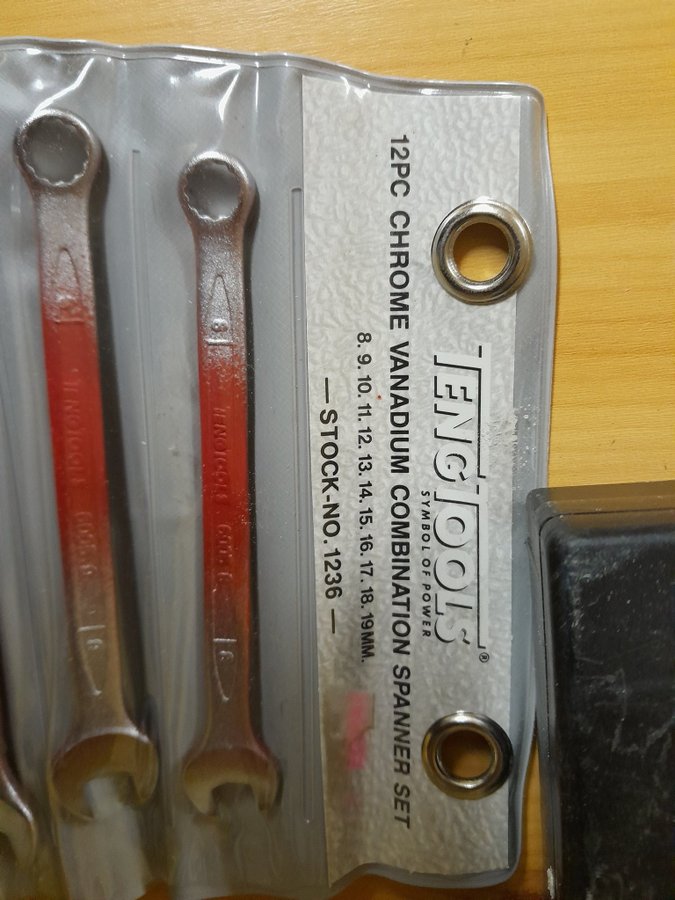 TENGTOOLS®
SYMBOL OF POWER
12PC CHROME VANADIUM COMBINATION SPANNER SET
8. 9. 10. 11. 12. 13. 14. 15. 16. 17. 18. 19MM.
— STOCK-NO. 1236 —
8